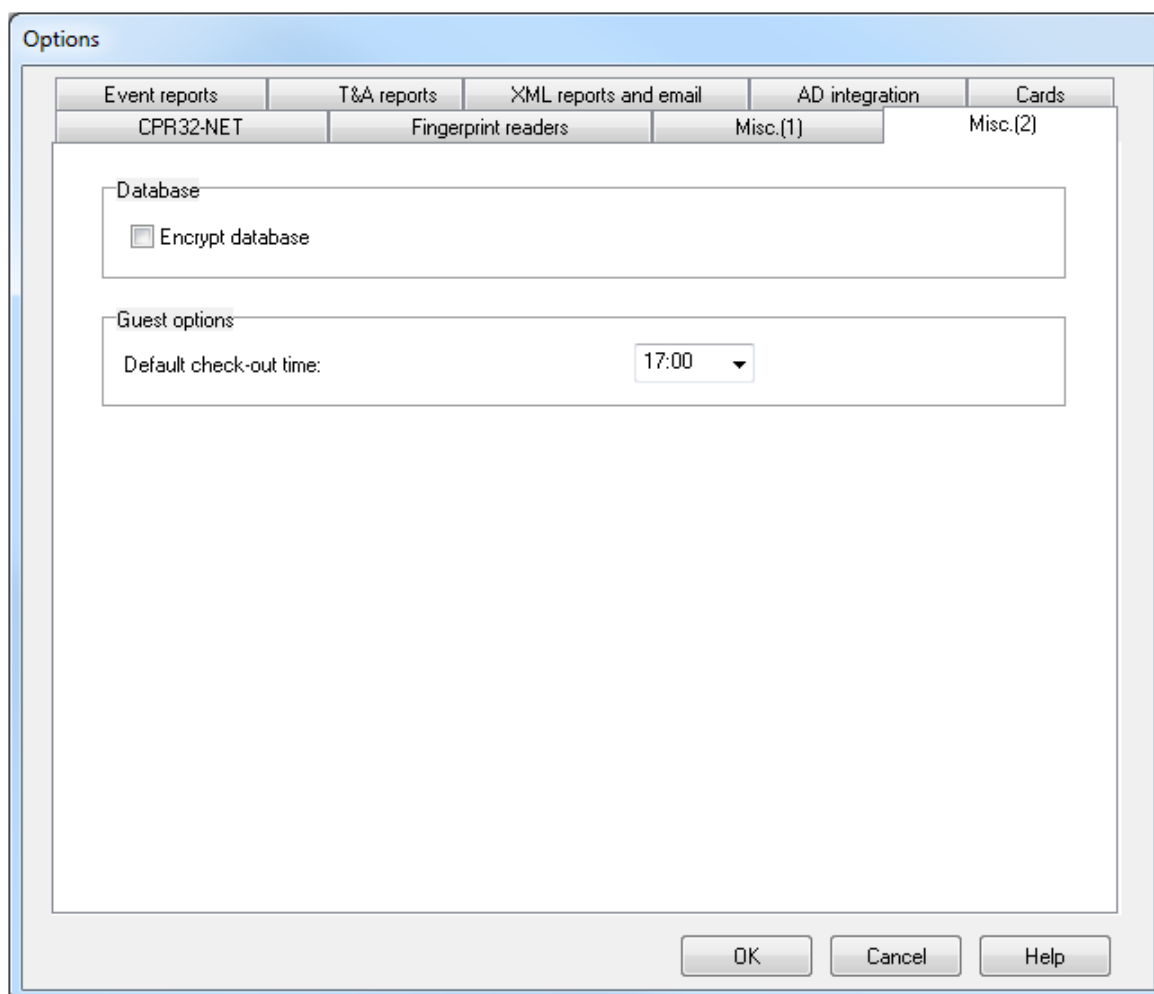 Options
Event reports T&A reports XML reports and email AD integration Cards
CPR32-NET Fingerprint readers Misc.(1) Misc.(2)
Database
Encrypt database
Guest options
Default check-out time: 17:00
OK Cancel Help